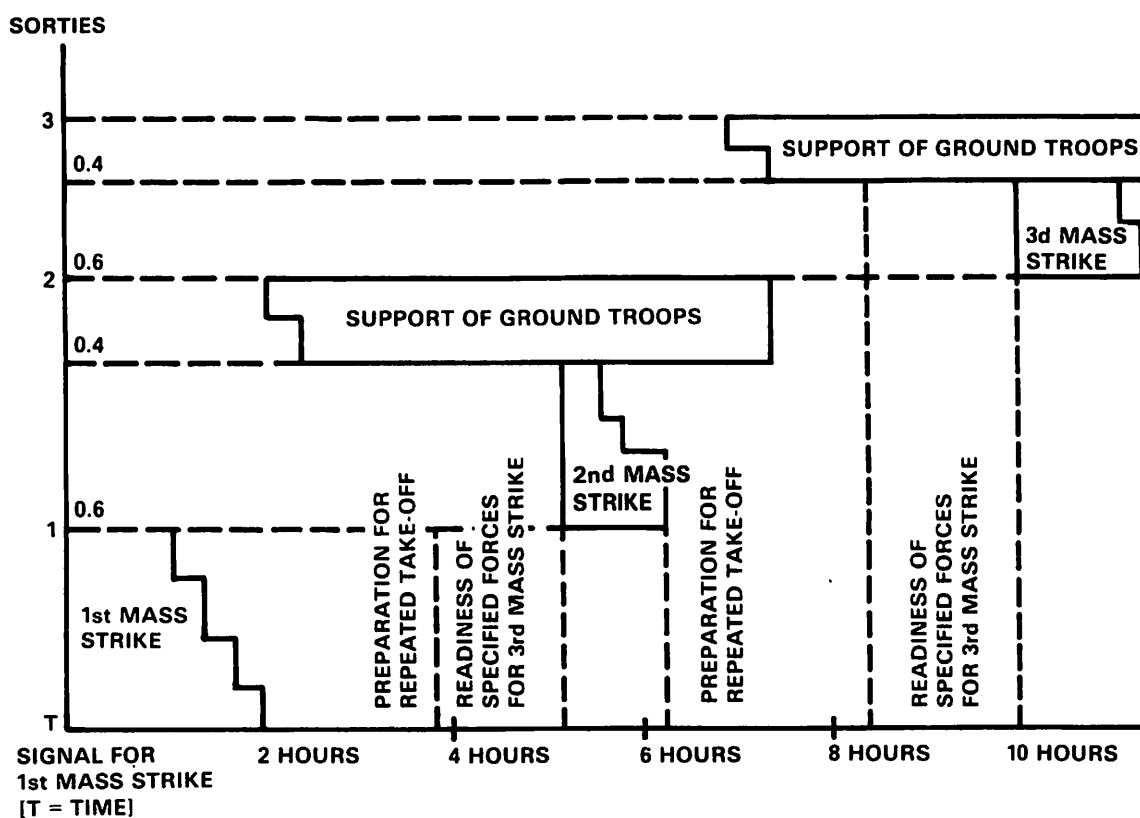 SORTIES
3
0.4
SUPPORT OF GROUND TROOPS
3d MASS
STRIKE
0.6
2
SUPPORT OF GROUND TROOPS
0.4
2nd MASS
STRIKE
0.6
1
1st MASS
STRIKE
PREPARATION FOR
REPEATED TAKE-OFF
READINESS OF
SPECIFIED FORCES
FOR 3rd MASS STRIKE
PREPARATION FOR
REPEATED TAKE-OFF
READINESS OF
SPECIFIED FORCES
FOR 3rd MASS STRIKE
T
SIGNAL FOR
1st MASS STRIKE
[T = TIME]
2 HOURS
4 HOURS
6 HOURS
8 HOURS
10 HOURS